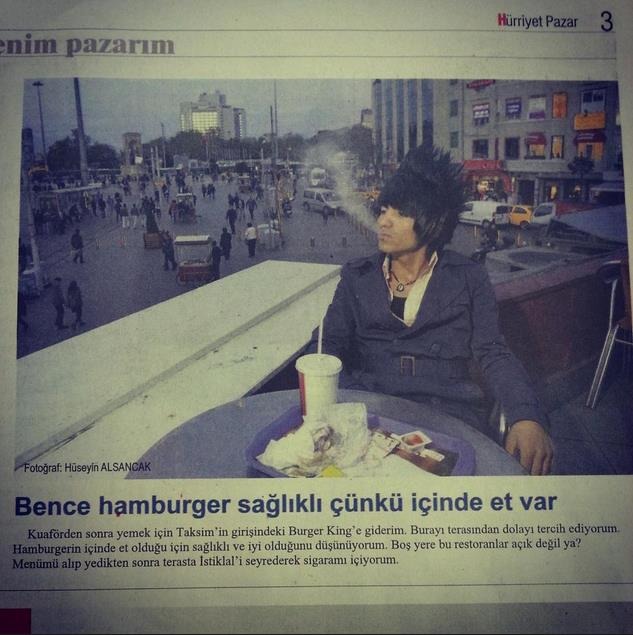 Hürriyet Pazar 3
enim pazarım
Fotoğraf: Hüseyin ALSANCAK
Bence hamburger sağlıklı çünkü içinde et var
Kuaförden sonra yemek için Taksim'in girişindeki Burger King'e giderim. Burayı terasından dolayı tercih ediyorum.
Hamburgerin içinde et olduğu için sağlıklı ve iyi olduğunu düşünüyorum. Boş yere bu restoranlar açık değil ya?
Menümü alıp yedikten sonra terasta İstiklal'i seyrederek sigaramı içiyorum.